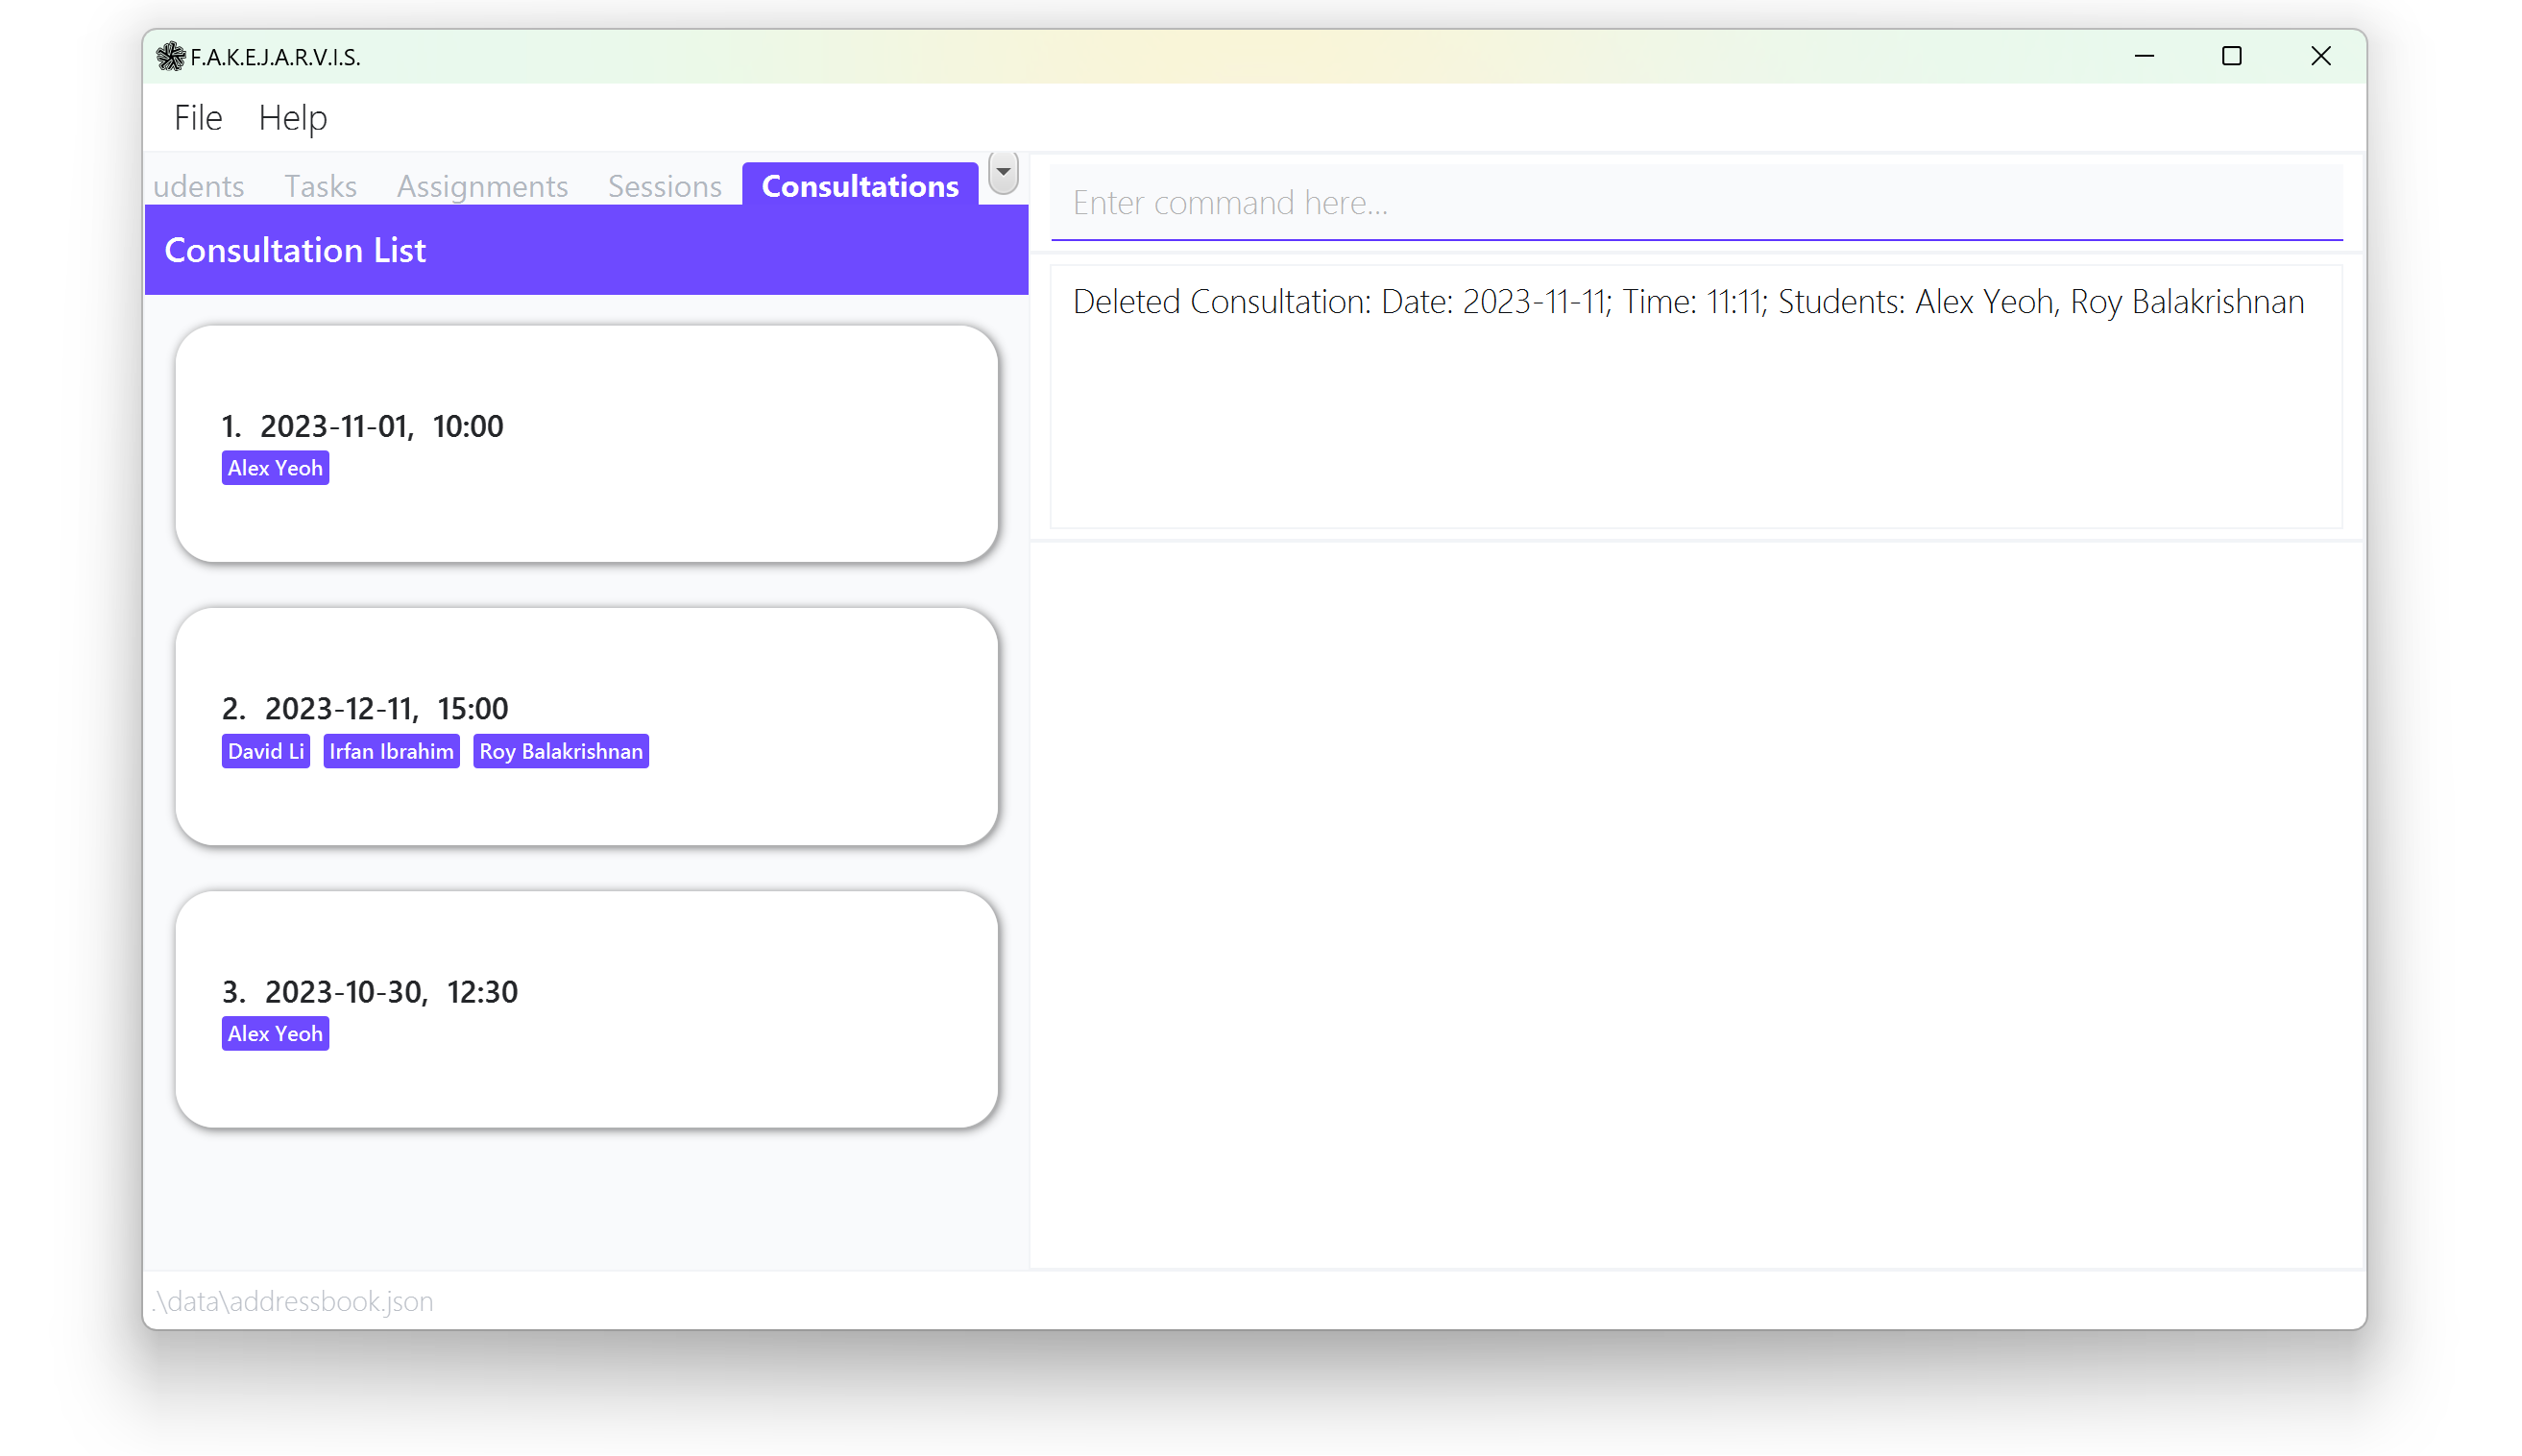 F.A.K.E.J.A.R.V.I.S.
File Help
udents Tasks Assignments Sessions Consultations
Consultation List
1. 2023-11-01, 10:00
Alex Yeoh
2. 2023-12-11, 15:00
David Li Irfan Ibrahim Roy Balakrishnan
3. 2023-10-30, 12:30
Alex Yeoh
Enter command here...
Deleted Consultation: Date: 2023-11-11; Time: 11:11; Students: Alex Yeoh, Roy Balakrishnan
.\data\addressbook.json